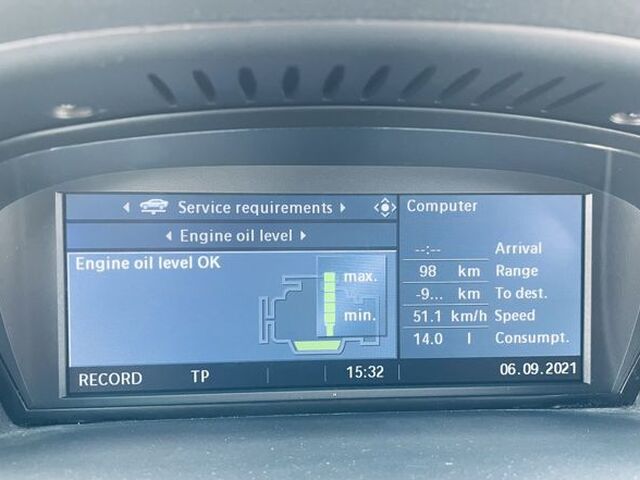 Service requirements
Engine oil level
Engine oil level OK
max.
min.
RECORD TP 15:32
Computer
--:-- Arrival
98 km Range
-9... km To dest.
51.1 km/h Speed
14.0 l Consumpt.
06.09.2021